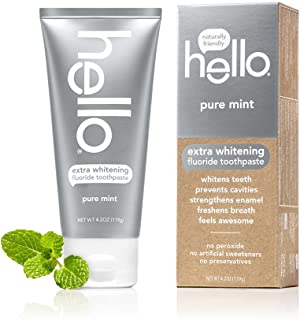 hello.
extra whitening
fluoride toothpaste
pure mint
NET WT 4.2OZ (119g)
naturally
friendly
hello.
pure mint
extra whitening
fluoride toothpaste
whitens teeth
prevents cavities
strengthens enamel
freshens breath
feels awesome
no peroxide
no artificial sweeteners
no preservatives
NET WT 4.2OZ (119g)